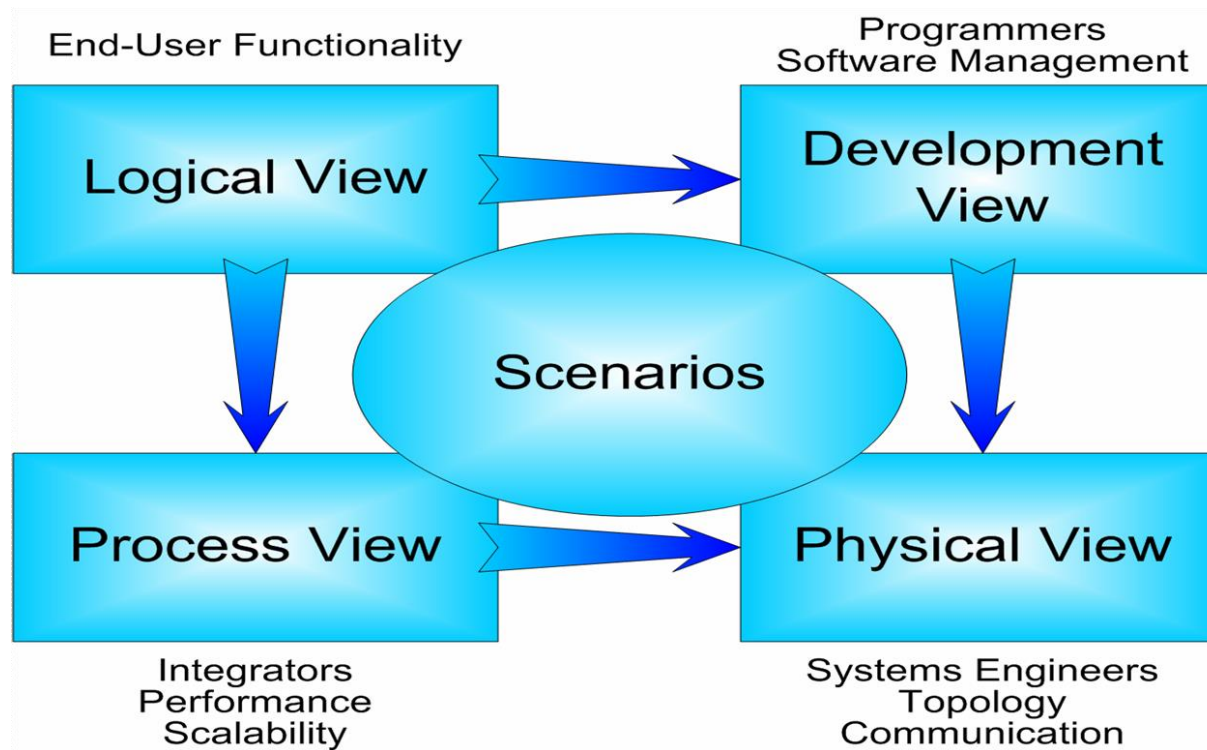 End-User Functionality
Programmers
Software Management
Logical View
Development
View
Scenarios
Process View
Physical View
Integrators
Performance
Scalability
Systems Engineers
Topology
Communication